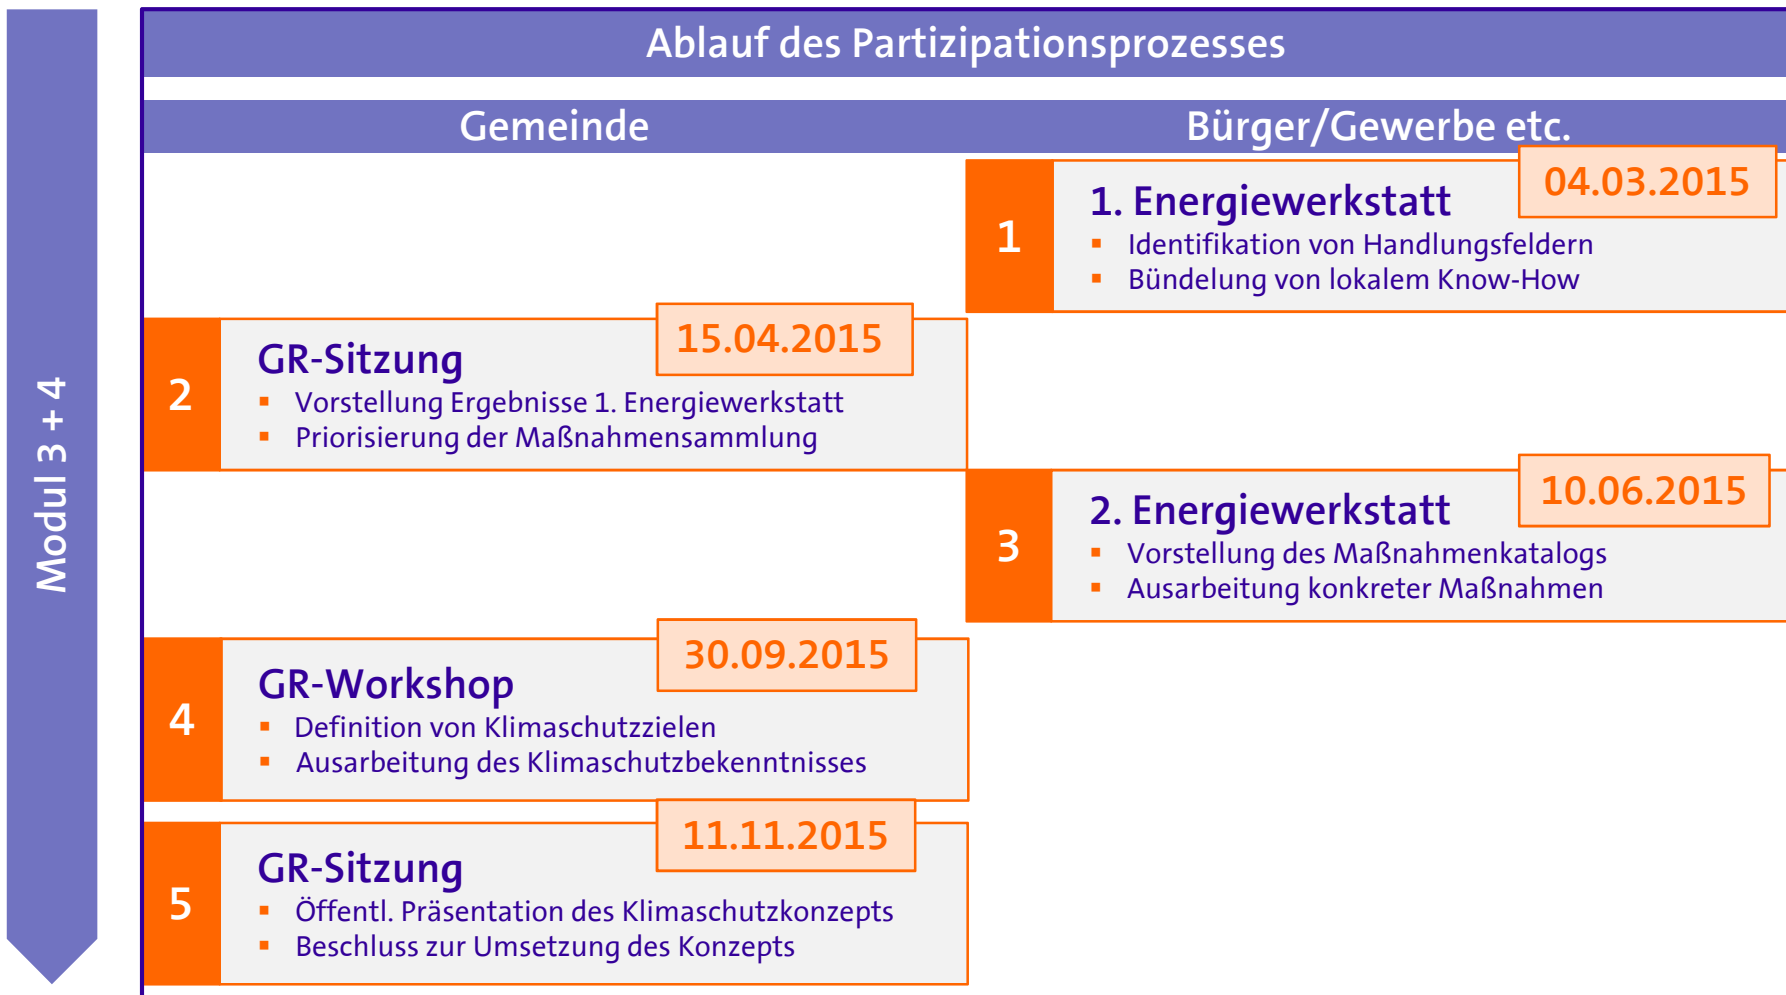 Ablauf des Partizipationsprozesses
Gemeinde
Bürger/Gewerbe etc.
Modul 3 + 4
1
1. Energiewerkstatt
04.03.2015
▪ Identifikation von Handlungsfeldern
▪ Bündelung von lokalem Know-How
2
GR-Sitzung
15.04.2015
▪ Vorstellung Ergebnisse 1. Energiewerkstatt
▪ Priorisierung der Maßnahmensammlung
3
2. Energiewerkstatt
10.06.2015
▪ Vorstellung des Maßnahmenkatalogs
▪ Ausarbeitung konkreter Maßnahmen
4
GR-Workshop
30.09.2015
▪ Definition von Klimaschutzzielen
▪ Ausarbeitung des Klimaschutzbekenntnisses
5
GR-Sitzung
11.11.2015
▪ Öffentl. Präsentation des Klimaschutzkonzepts
▪ Beschluss zur Umsetzung des Konzepts